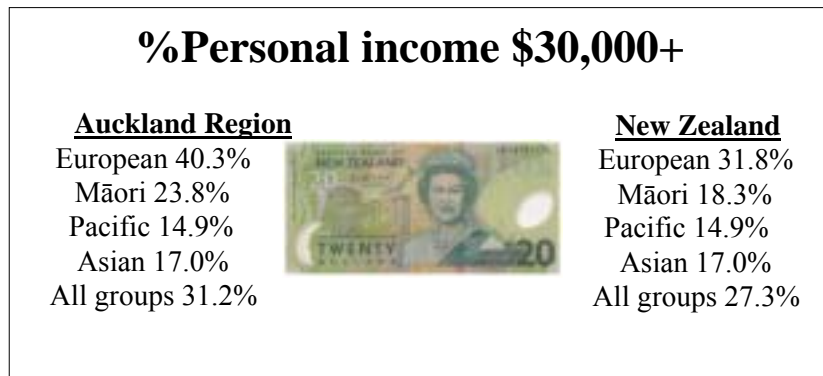 %Personal income $30,000+
Auckland Region
European 40.3%
Māori 23.8%
Pacific 14.9%
Asian 17.0%
All groups 31.2%
NEW ZEALAND
20
TWENTY
20
New Zealand
European 31.8%
Māori 18.3%
Pacific 14.9%
Asian 17.0%
All groups 27.3%